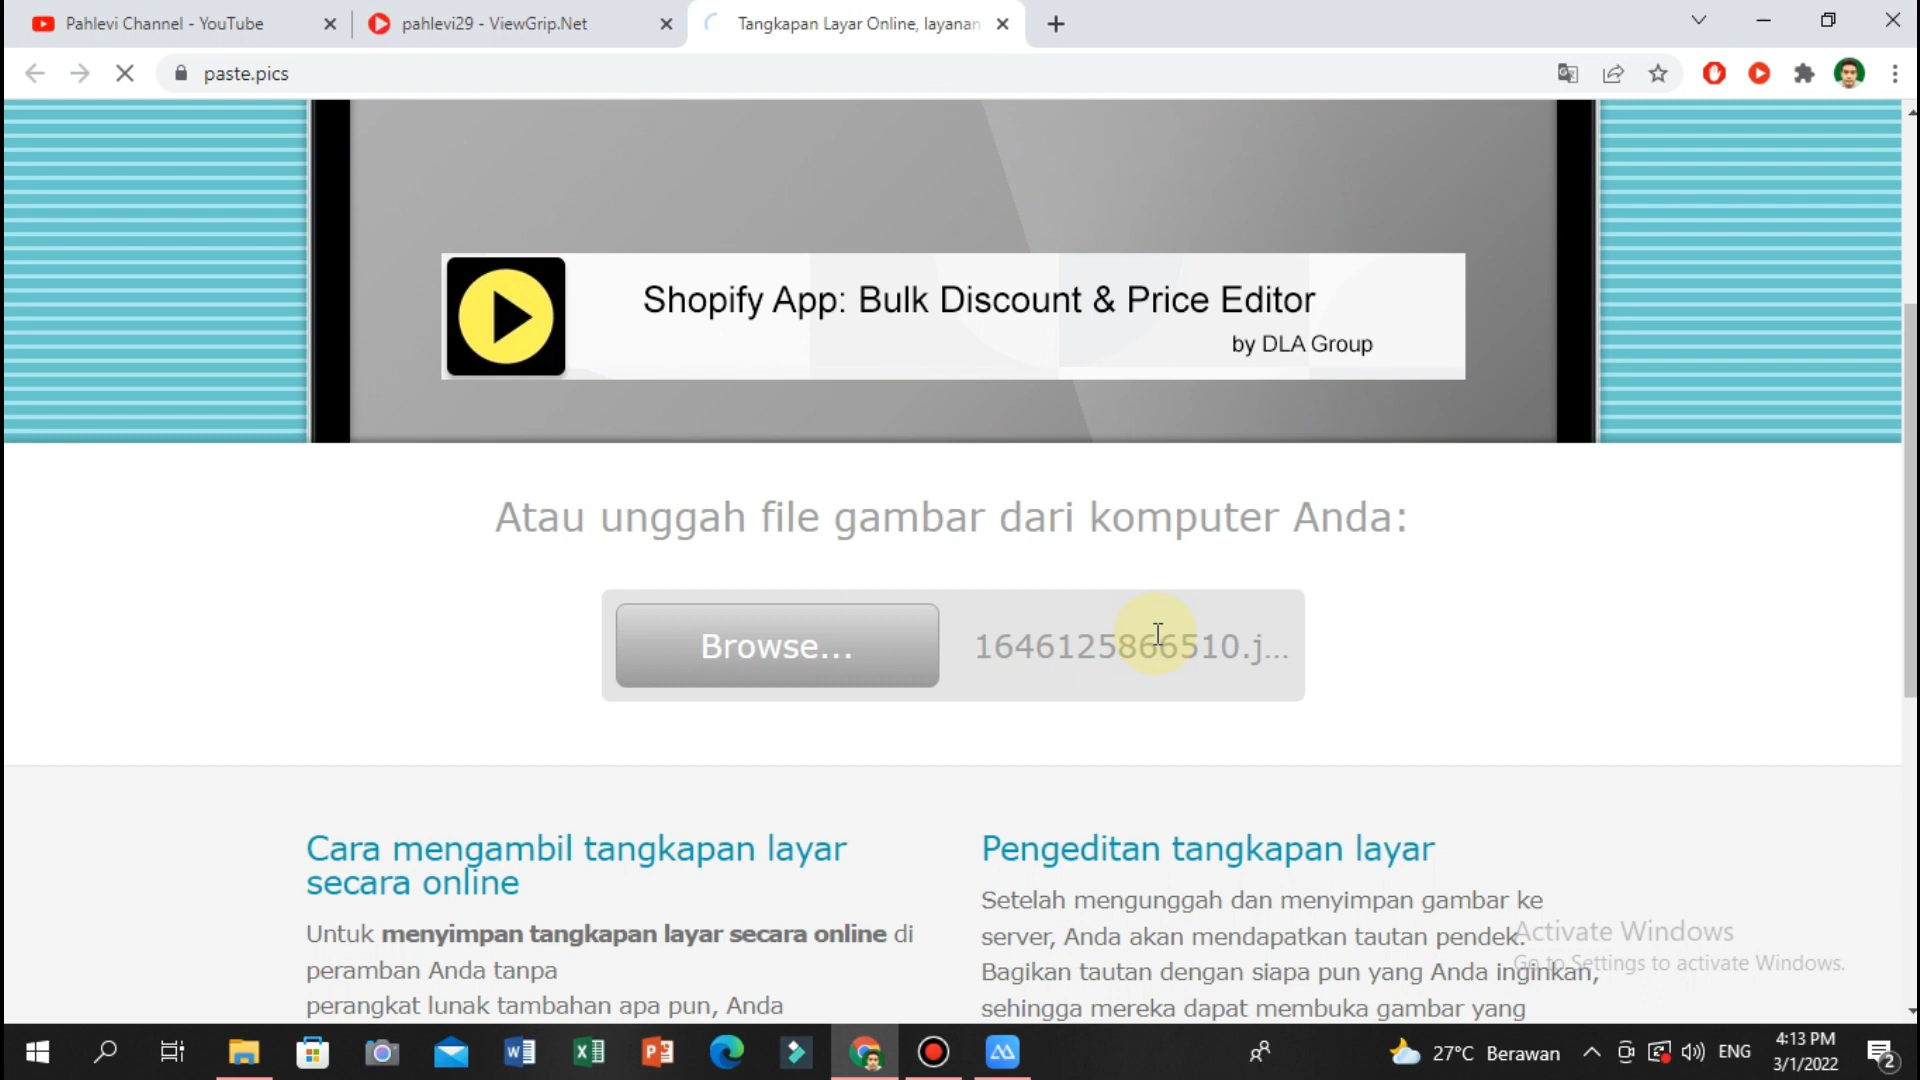 Pahlevi Channel - YouTube
pahlevi29 - ViewGrip.Net
Tangkapan Layar Online, layanan
paste.pics
Shopify App: Bulk Discount & Price Editor
by DLA Group
Atau unggah file gambar dari komputer Anda:
Browse...
1646125866510.j...
Cara mengambil tangkapan layar
secara online
Untuk menyimpan tangkapan layar secara online di
peramban Anda tanpa
perangkat lunak tambahan apa pun, Anda
Pengeditan tangkapan layar
Setelah mengunggah dan menyimpan gambar ke
server, Anda akan mendapatkan tautan pendek.
Bagikan tautan dengan siapa pun yang Anda inginkan,
sehingga mereka dapat membuka gambar yang
Activate Windows
Go to Settings to activate Windows.
27°C Berawan
ENG
4:13 PM
3/1/2022
2